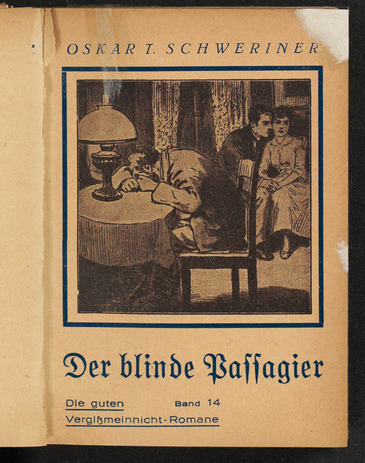 OSKAR T. SCHWERINER
Der blinde Paſſagier
Die guten Band 14
Vergißmeinnicht-Romane